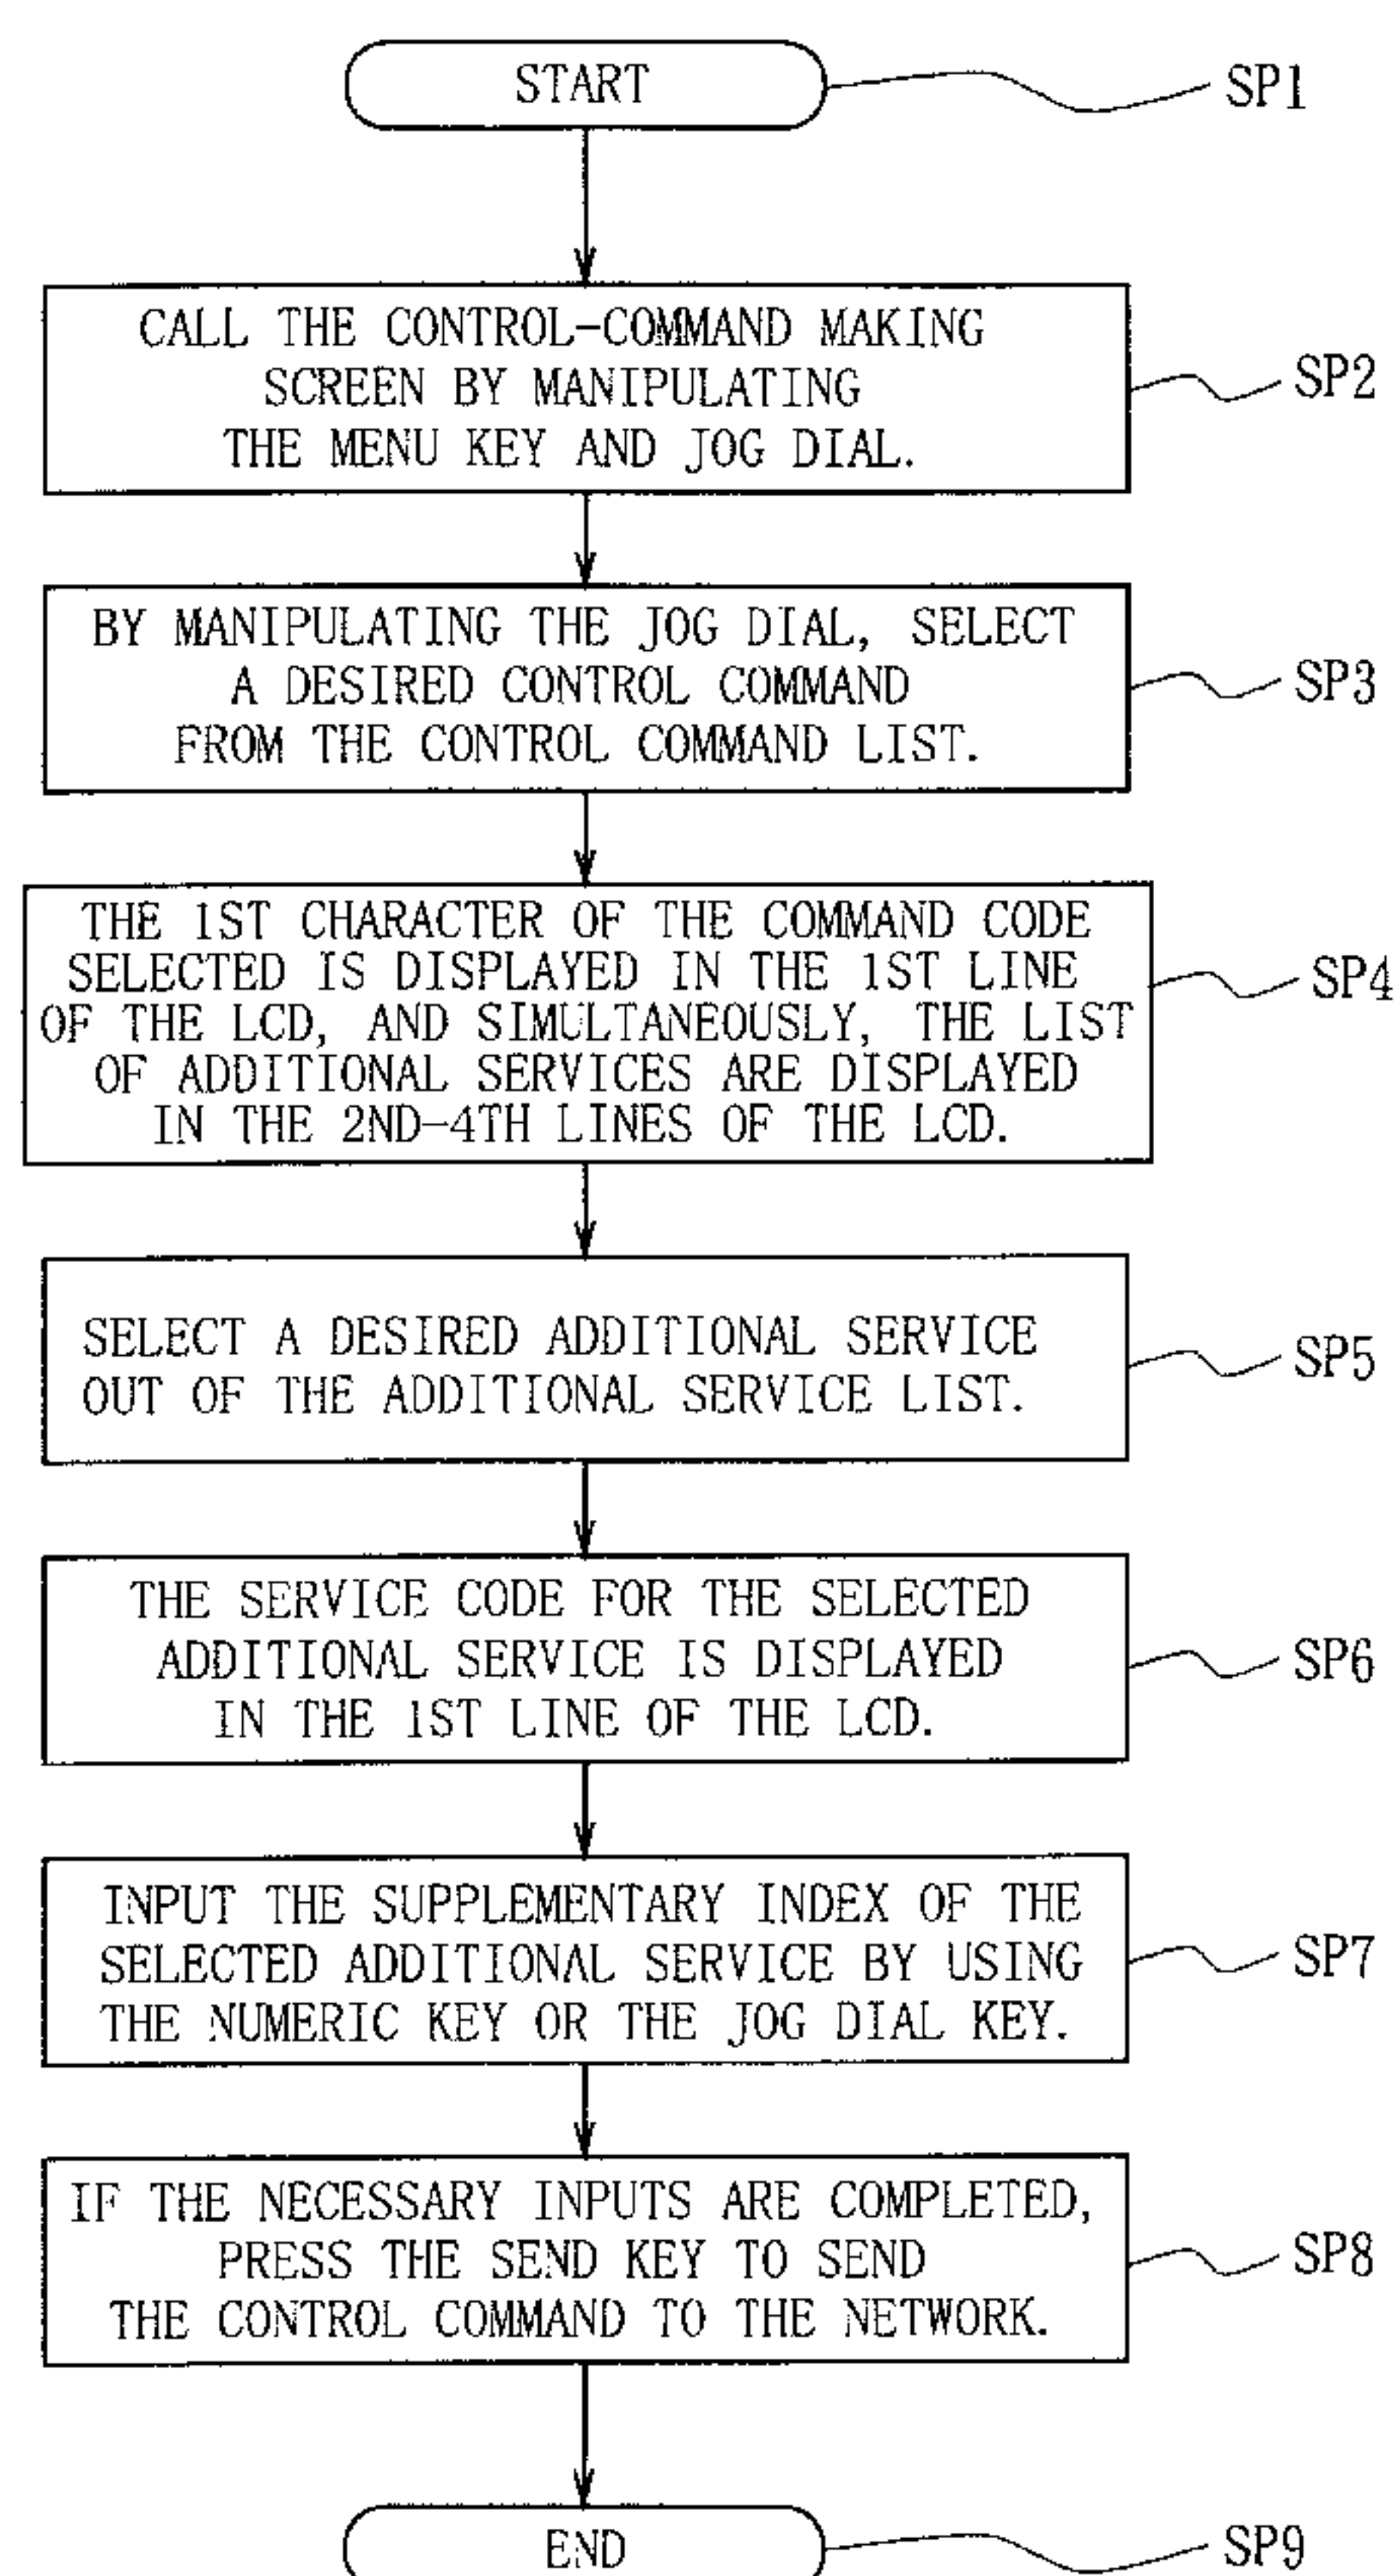 START
SP1
CALL THE CONTROL-COMMAND MAKING
SCREEN BY MANIPULATING
THE MENU KEY AND JOG DIAL.
SP2
BY MANIPULATING THE JOG DIAL, SELECT
A DESIRED CONTROL COMMAND
FROM THE CONTROL COMMAND LIST.
SP3
THE 1ST CHARACTER OF THE COMMAND CODE
SELECTED IS DISPLAYED IN THE 1ST LINE
OF THE LCD, AND SIMULTANEOUSLY, THE LIST
OF ADDITIONAL SERVICES ARE DISPLAYED
IN THE 2ND-4TH LINES OF THE LCD.
SP4
SELECT A DESIRED ADDITIONAL SERVICE
OUT OF THE ADDITIONAL SERVICE LIST.
SP5
THE SERVICE CODE FOR THE SELECTED
ADDITIONAL SERVICE IS DISPLAYED
IN THE 1ST LINE OF THE LCD.
SP6
INPUT THE SUPPLEMENTARY INDEX OF THE
SELECTED ADDITIONAL SERVICE BY USING
THE NUMERIC KEY OR THE JOG DIAL KEY.
SP7
IF THE NECESSARY INPUTS ARE COMPLETED,
PRESS THE SEND KEY TO SEND
THE CONTROL COMMAND TO THE NETWORK.
SP8
END
SP9